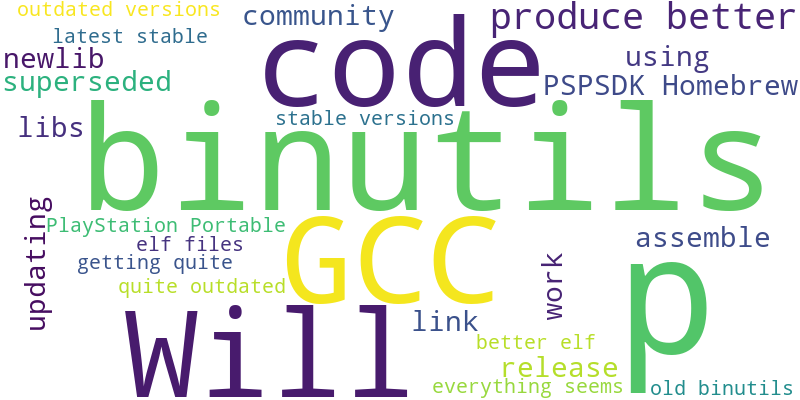 outdated versions
community
produce better
latest stable
code
newlib
using
superseded
PSPSDK Homebrew
libs
stable versions
binutils
updating
PlayStation Portable
GCC
elf files
assemble
getting quite
work
p
quite outdated
Will
link
better elf
release
everything seems
old binutils